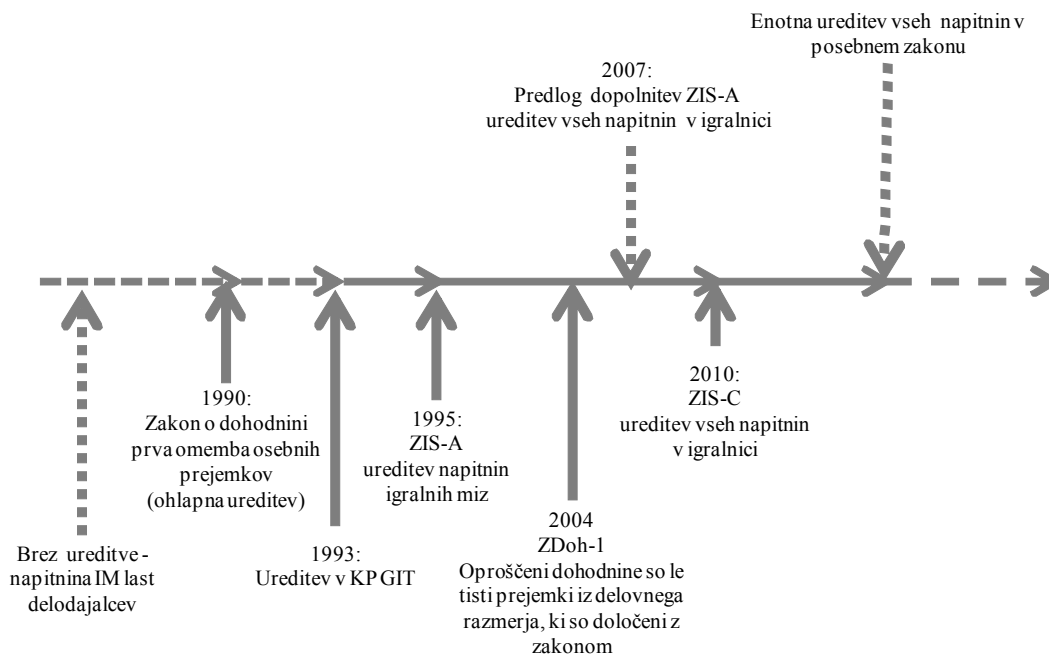 Enotna ureditev vseh napitnin v
posebnem zakonu
2007:
Predlog dopolnitev ZIS-A
ureditev vseh napitnin v igralnici
1990:
Zakon o dohodnini
prva omemba osebnih
prejemkov
(ohlapna ureditev)
1995:
ZIS-A
ureditev napitnin
igralnih miz
2010:
ZIS-C
ureditev vseh napitnin
v igralnici
Brez ureditve -
napitnina IM last
delodajalcev
1993:
Ureditev v KP GIT
2004
ZDoh-1
Oproščeni dohodnine so le
tisti prejemki iz delovnega
razmerja, ki so določeni z
zakonom